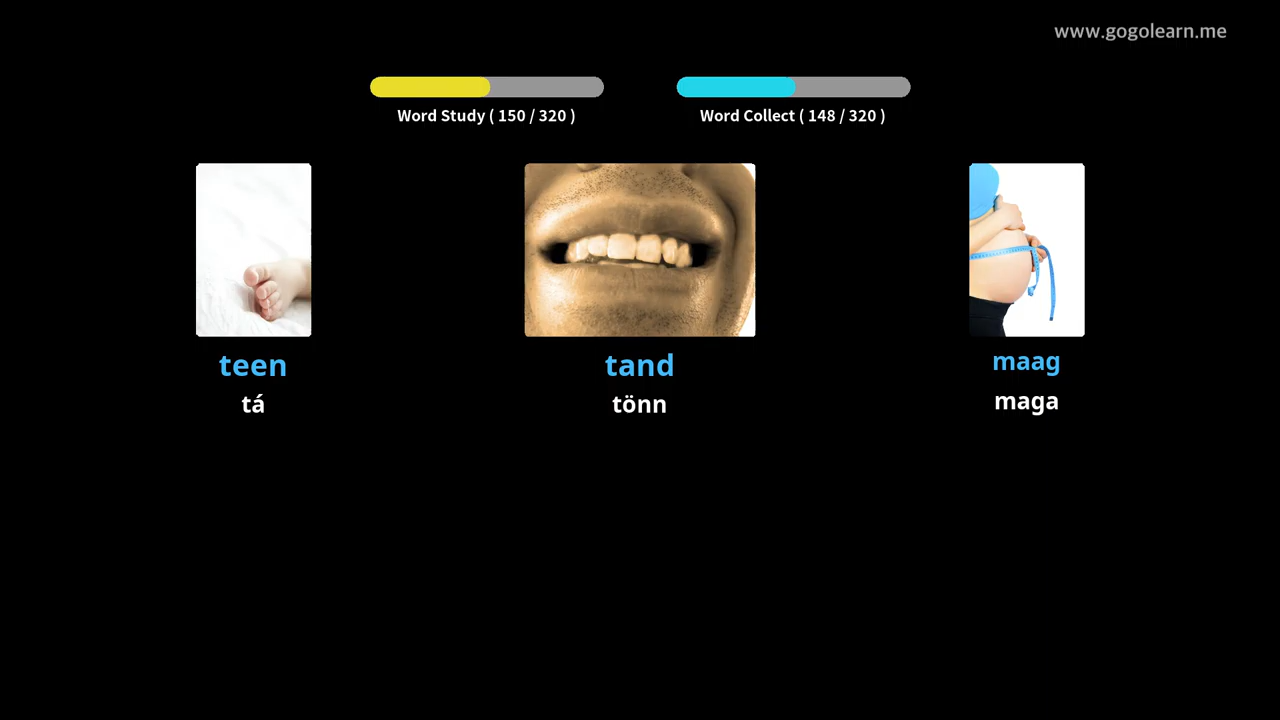 www.gogolearn.me
Word Study ( 150 / 320 )
Word Collect ( 148 / 320 )
teen
tá
tand
tönn
maag
maga